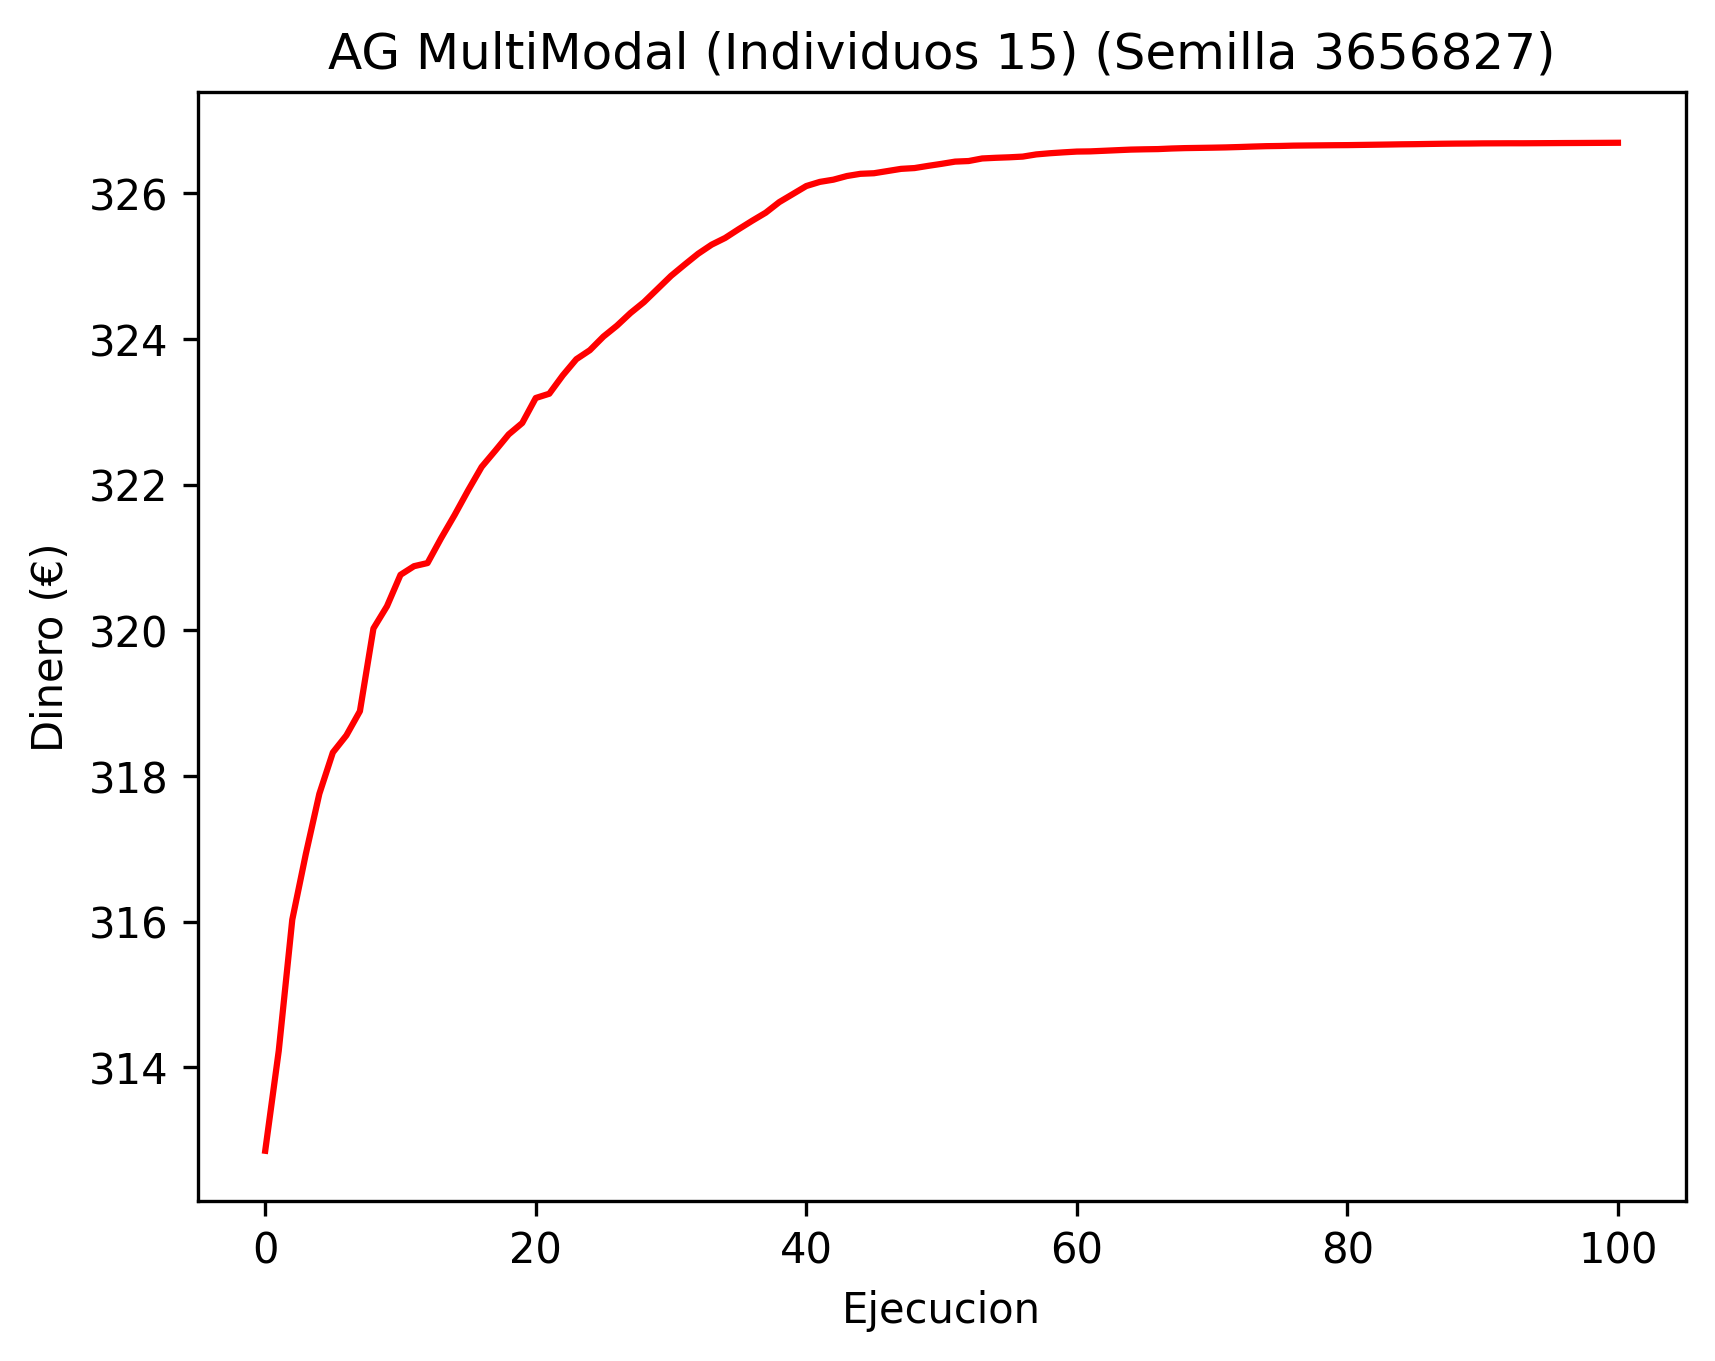 AG MultiModal (Individuos 15) (Semilla 3656827)
Dinero (€)
326
324
322
320
318
316
314
0 20 40 60 80 100
Ejecucion